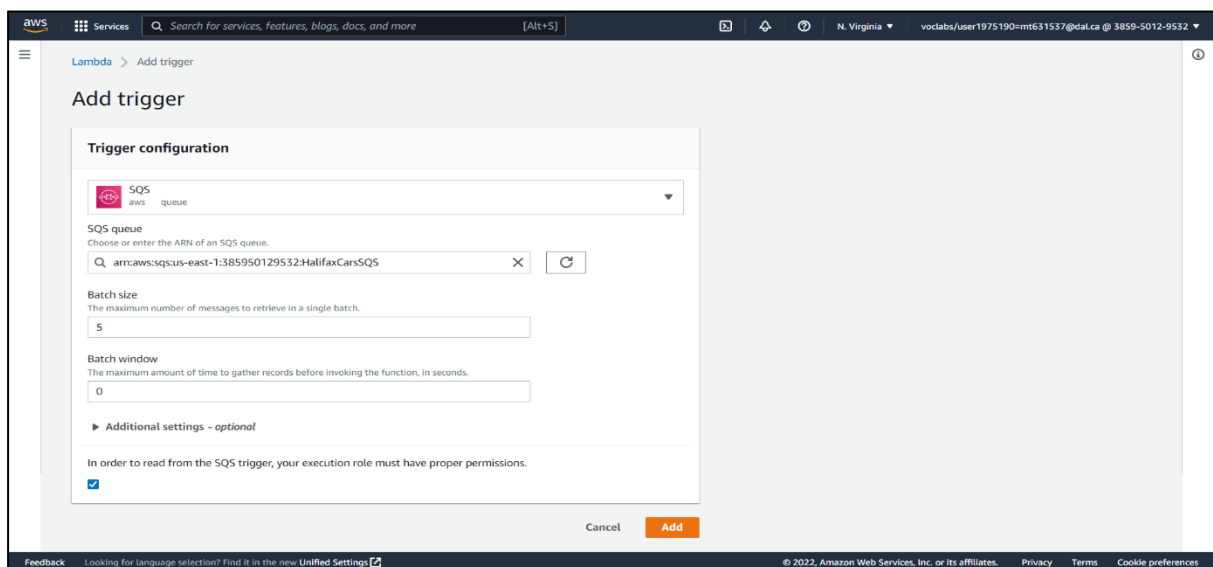 aws
Services
Search for services, features, blogs, docs, and more [Alt+S]
N. Virginia ▼ voclabs/user1975190=mt631537@dal.ca @ 3859-5012-9532 ▼
Lambda > Add trigger
Add trigger
Trigger configuration
SQS
aws queue
SQS queue
Choose or enter the ARN of an SQS queue.
arn:aws:sqs:us-east-1:385950129532:HalifaxCarsSQS
Batch size
The maximum number of messages to retrieve in a single batch.
5
Batch window
The maximum amount of time to gather records before invoking the function, in seconds.
0
Additional settings - optional
In order to read from the SQS trigger, your execution role must have proper permissions.
Cancel Add
Feedback Looking for language selection? Find it in the new Unified Settings © 2022, Amazon Web Services, Inc. or its affiliates. Privacy Terms Cookie preferences